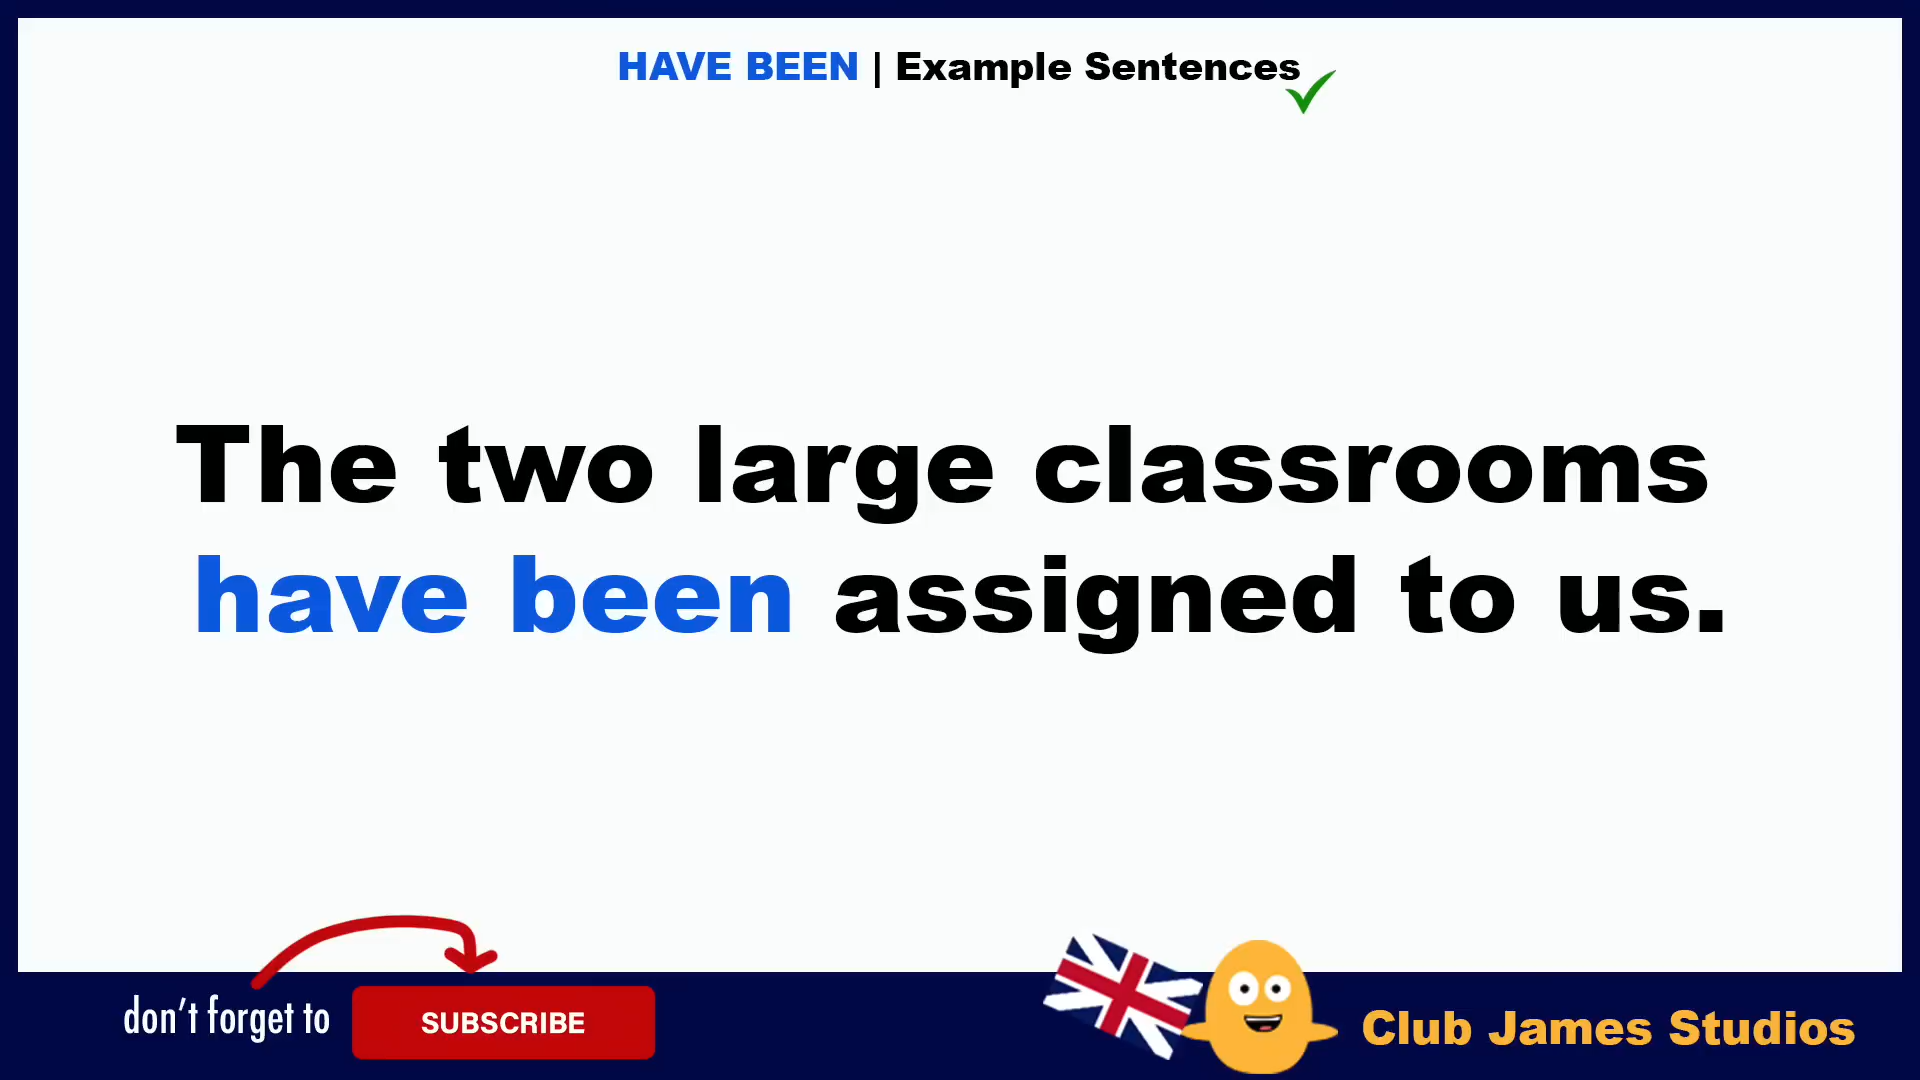 HAVE BEEN | Example Sentences
The two large classrooms
have been assigned to us.
don't forget to
SUBSCRIBE
Club James Studios